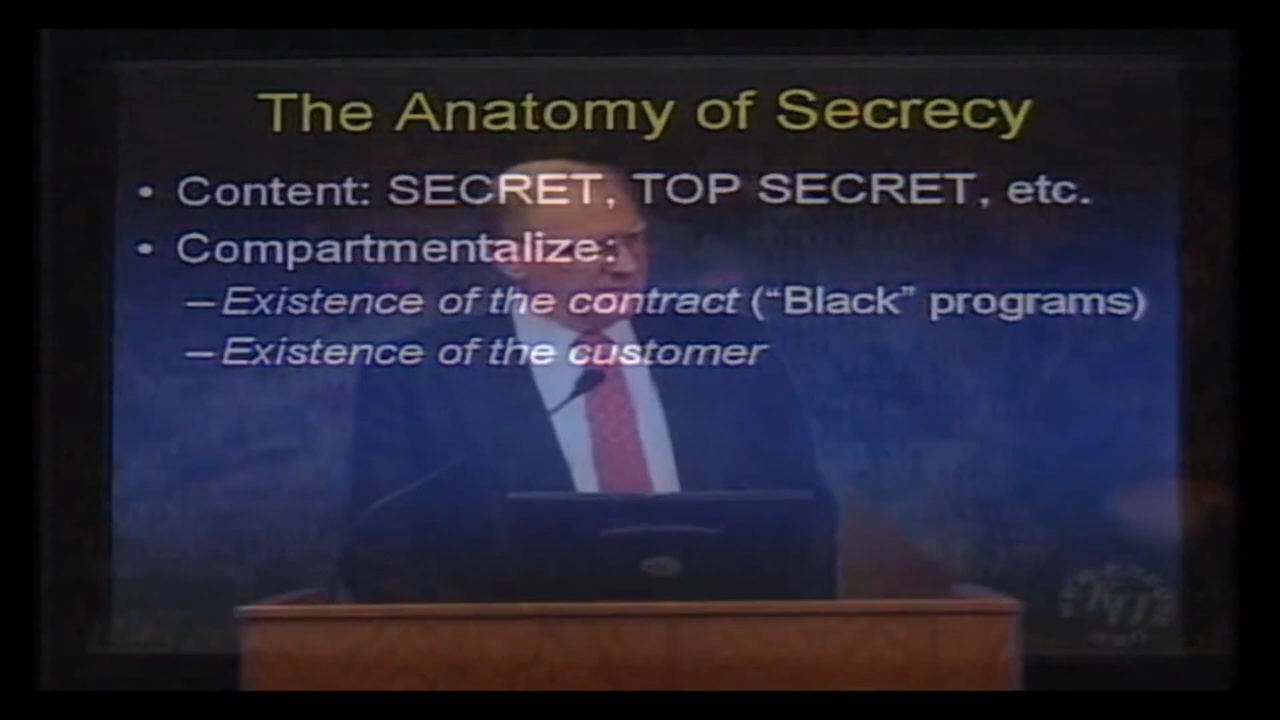 The Anatomy of Secrecy
• Content: SECRET, TOP SECRET, etc.
• Compartmentalize:
– Existence of the contract (“Black” programs)
– Existence of the customer